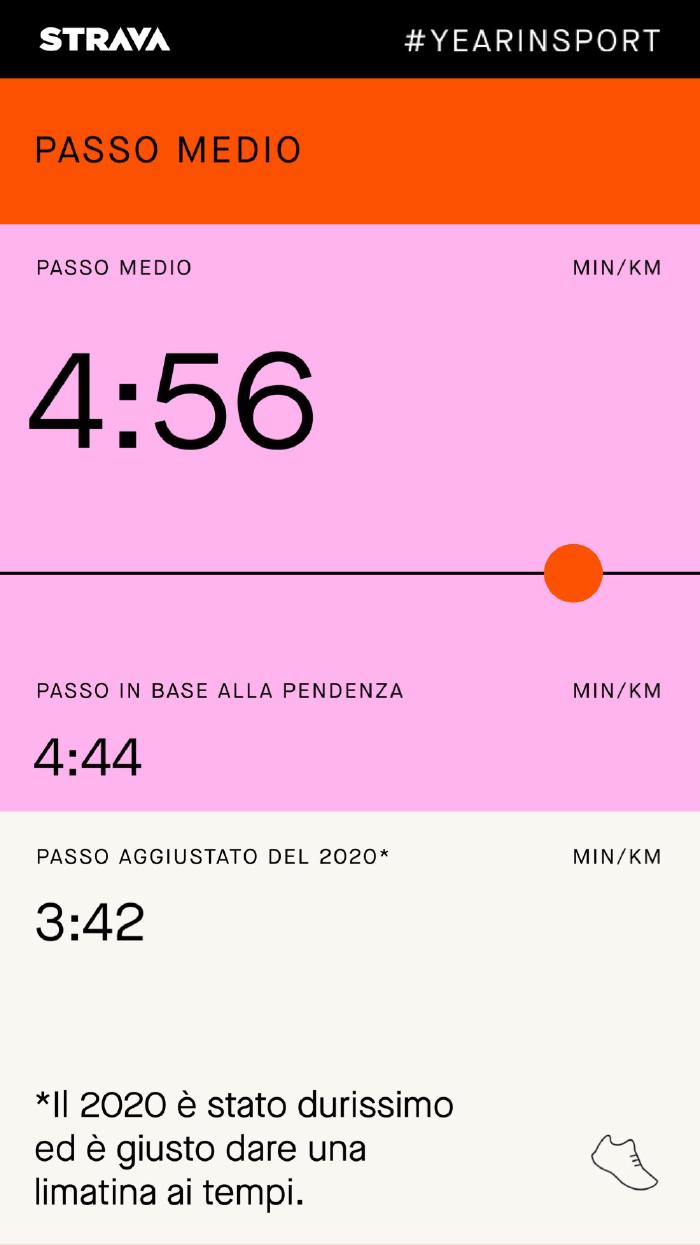 STRAVA #YEARINSPORT
PASSO MEDIO
PASSO MEDIO MIN/KM
4:56
PASSO IN BASE ALLA PENDENZA MIN/KM
4:44
PASSO AGGIUSTATO DEL 2020* MIN/KM
3:42
*Il 2020 è stato durissimo
ed è giusto dare una
limatina ai tempi.